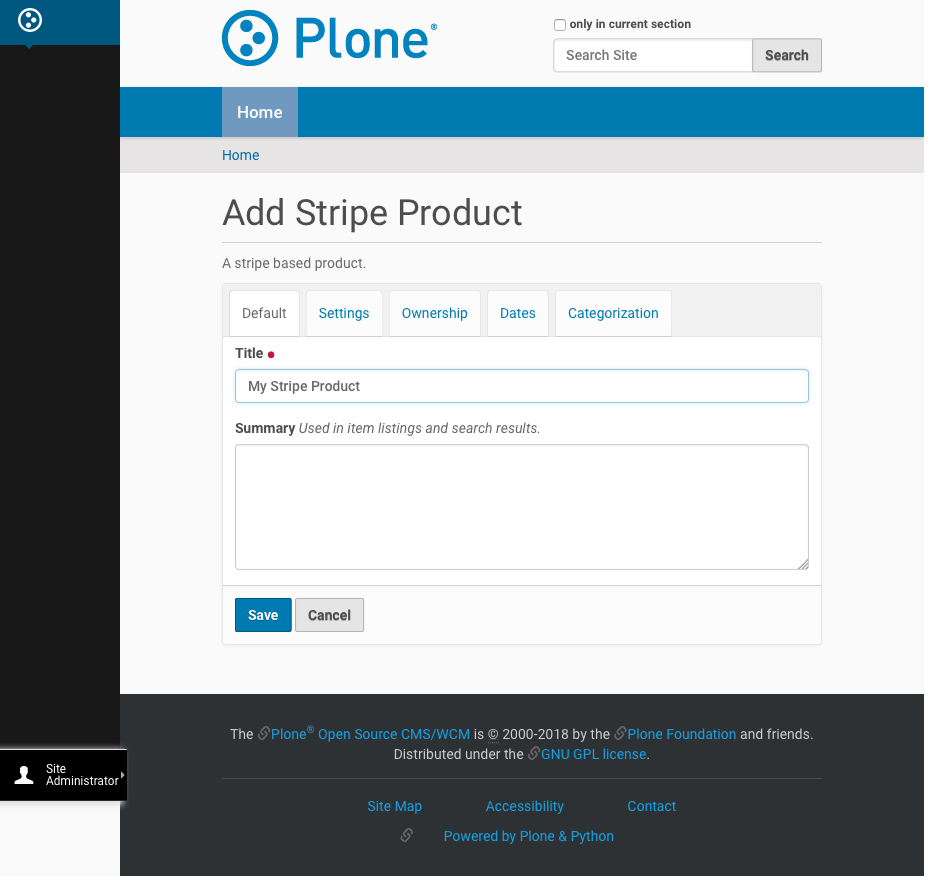 Plone®
only in current section
Search Site
Search
Home
Home
Add Stripe Product
A stripe based product.
Default
Settings
Ownership
Dates
Categorization
Title
My Stripe Product
Summary Used in item listings and search results.
Save
Cancel
Site
Administrator
The Plone® Open Source CMS/WCM is © 2000-2018 by the Plone Foundation and friends.
Distributed under the GNU GPL license.
Site Map
Accessibility
Contact
Powered by Plone & Python